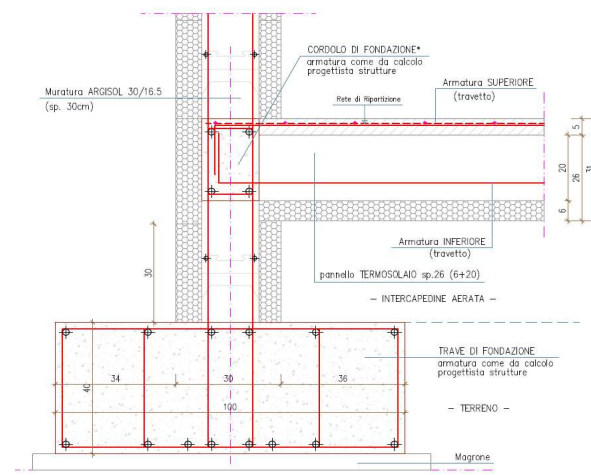 CORDOLO DI FONDAZIONE*
armatura come da calcolo
progettista strutture
Muratura ARGISOL 30/16.5
(sp. 30cm)
Armatura SUPERIORE
(travetto)
Rete di Ripartizione
5
20
26
6
Armatura INFERIORE
(travetto)
30
pannello TERMOSOLAIO sp.26 (6+20)
- INTERCAPEDINE AERATA -
TRAVE DI FONDAZIONE
armatura come da calcolo
progettista strutture
34
30
36
40
100
- TERRENO -
Magrone